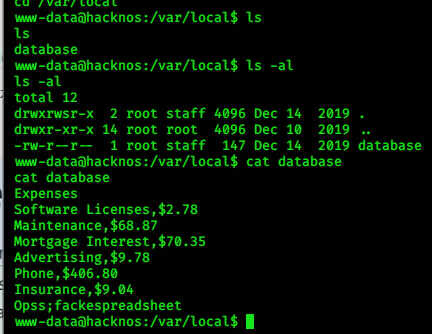 cd /var/local
www-data@hacknos:/var/local$ ls
ls
database
www-data@hacknos:/var/local$ ls -al
ls -al
total 12
drwxrwsr-x  2 root staff 4096 Dec 14  2019 .
drwxr-xr-x 14 root root  4096 Dec 10  2019 ..
-rw-r--r--  1 root staff  147 Dec 14  2019 database
www-data@hacknos:/var/local$ cat database
cat database
Expenses
Software Licenses,$2.78
Maintenance,$68.87
Mortgage Interest,$70.35
Advertising,$9.78
Phone,$406.80
Insurance,$9.04
Opss;fackespreadsheet
www-data@hacknos:/var/local$